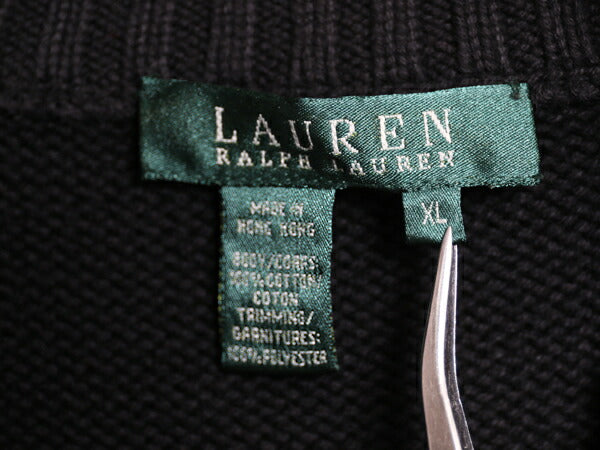 LAUREN
RALPH LAUREN
XL
MADE IN
HONG KONG
BODY/CORPS:
100% COTTON/
COTON
TRIMMING/
GARNITURES:
100% POLYESTER